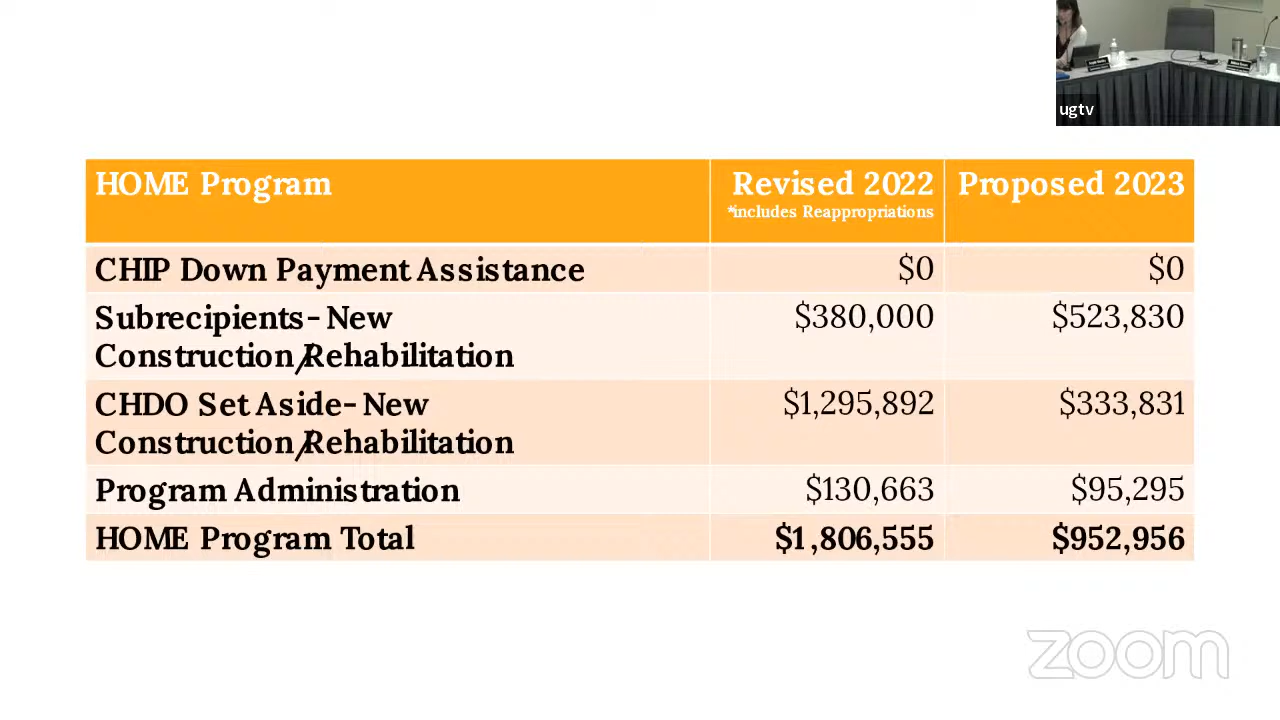 ugtv
HOME Program Revised 2022 Proposed 2023
*includes Reappropriations
CHIP Down Payment Assistance $0 $0
Subrecipients- New $380,000 $523,830
Construction/Rehabilitation
CHDO Set Aside- New $1,295,892 $333,831
Construction/Rehabilitation
Program Administration $130,663 $95,295
HOME Program Total $1,806,555 $952,956
zoom